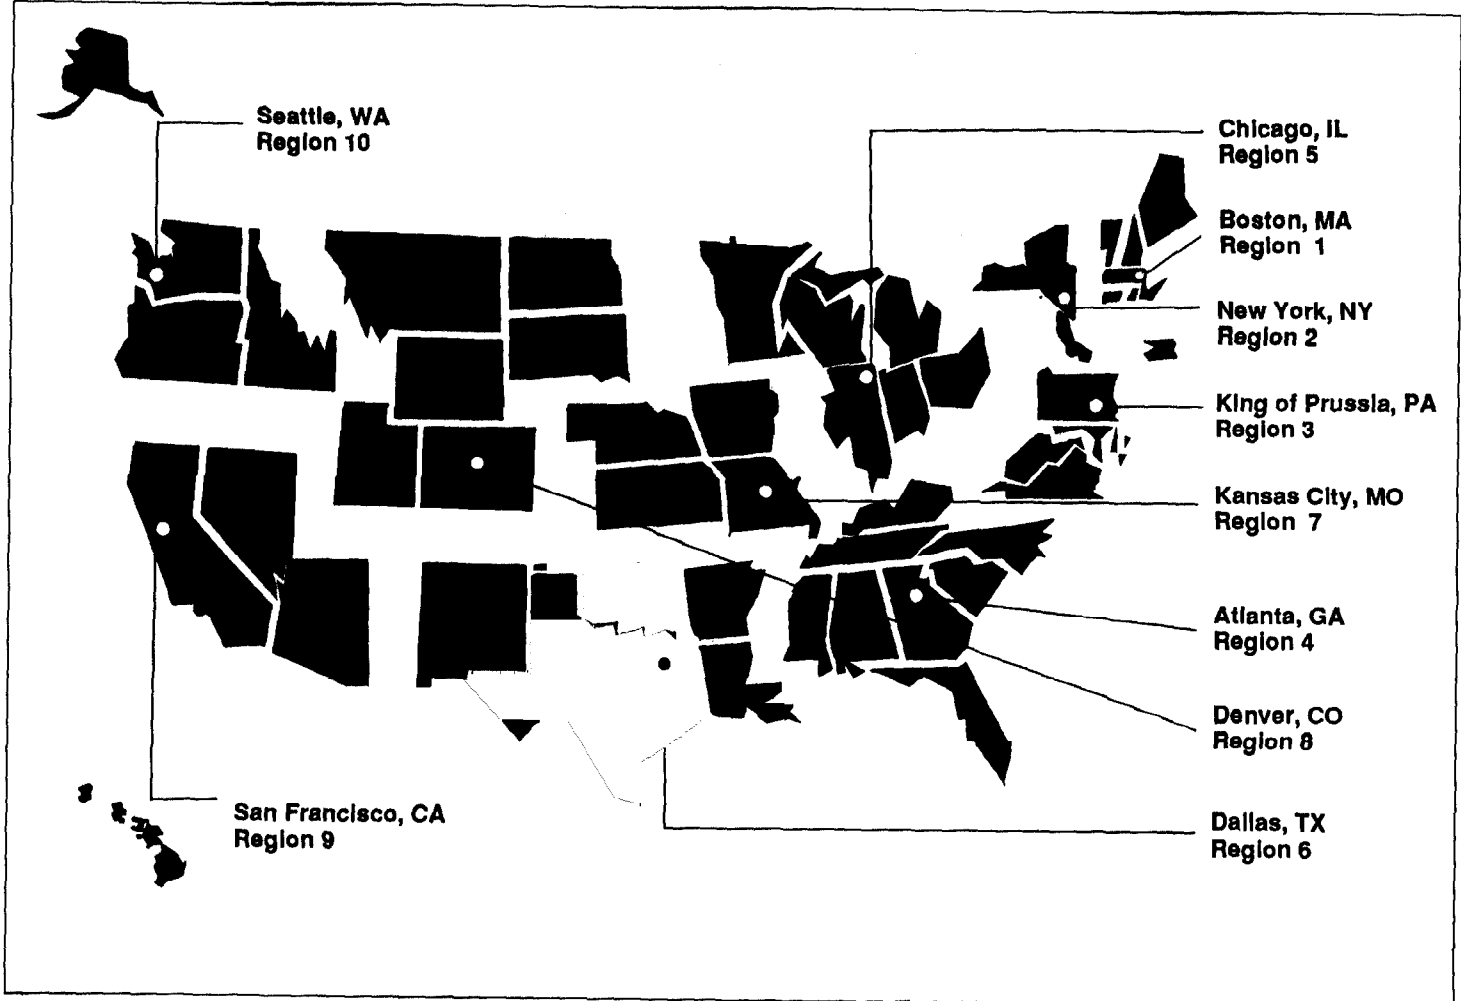 Seattle, WA
Region 10
Chicago, IL
Region 5
Boston, MA
Region 1
New York, NY
Region 2
King of Prussia, PA
Region 3
Kansas City, MO
Region 7
Atlanta, GA
Region 4
Denver, CO
Region 8
San Francisco, CA
Region 9
Dallas, TX
Region 6